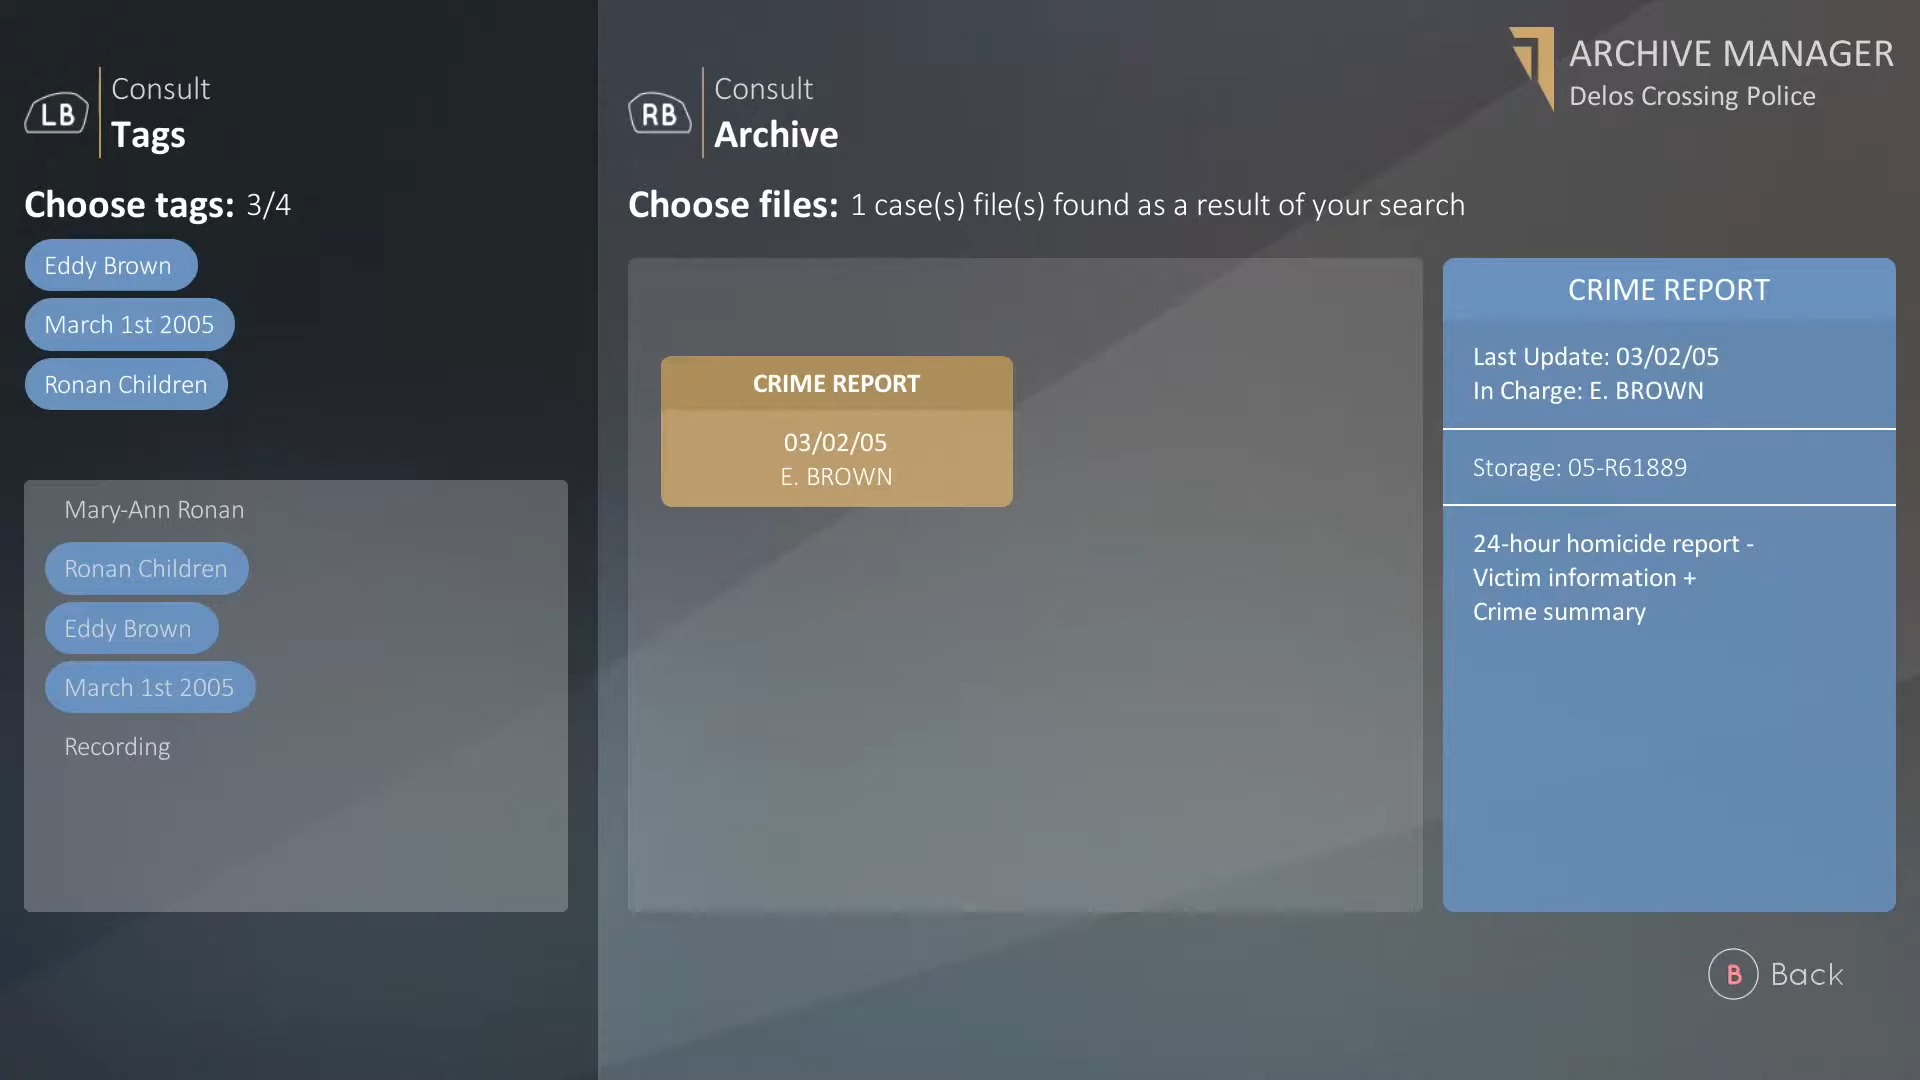 LB
Consult
Tags
Choose tags: 3/4
Eddy Brown
March 1st 2005
Ronan Children
Mary-Ann Ronan
Ronan Children
Eddy Brown
March 1st 2005
Recording
RB
Consult
Archive
ARCHIVE MANAGER
Delos Crossing Police
Choose files: 1 case(s) file(s) found as a result of your search
CRIME REPORT
03/02/05
E. BROWN
CRIME REPORT
Last Update: 03/02/05
In Charge: E. BROWN
Storage: 05-R61889
24-hour homicide report -
Victim information +
Crime summary
B Back